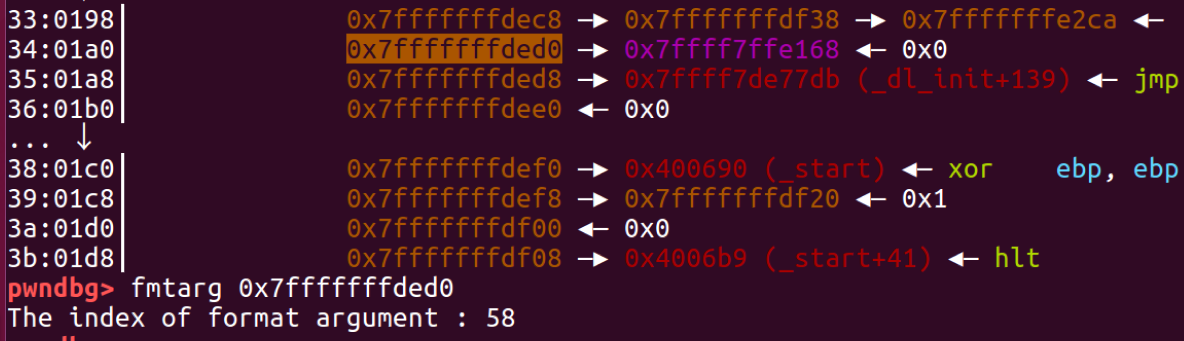 33:0198│ 0x7fffffffdec8 —▸ 0x7fffffffdf38 —▸ 0x7fffffffe2ca ◂—
34:01a0│ 0x7fffffffded0 —▸ 0x7ffff7ffe168 ◂— 0x0
35:01a8│ 0x7fffffffded8 —▸ 0x7ffff7de77db (_dl_init+139) ◂— jmp
36:01b0│ 0x7fffffffdee0 ◂— 0x0
... ↓
38:01c0│ 0x7fffffffdef0 —▸ 0x400690 (_start) ◂— xor ebp, ebp
39:01c8│ 0x7fffffffdef8 —▸ 0x7fffffffdf20 ◂— 0x1
3a:01d0│ 0x7fffffffdf00 ◂— 0x0
3b:01d8│ 0x7fffffffdf08 —▸ 0x4006b9 (_start+41) ◂— hlt
pwndbg> fmtarg 0x7fffffffded0
The index of format argument : 58